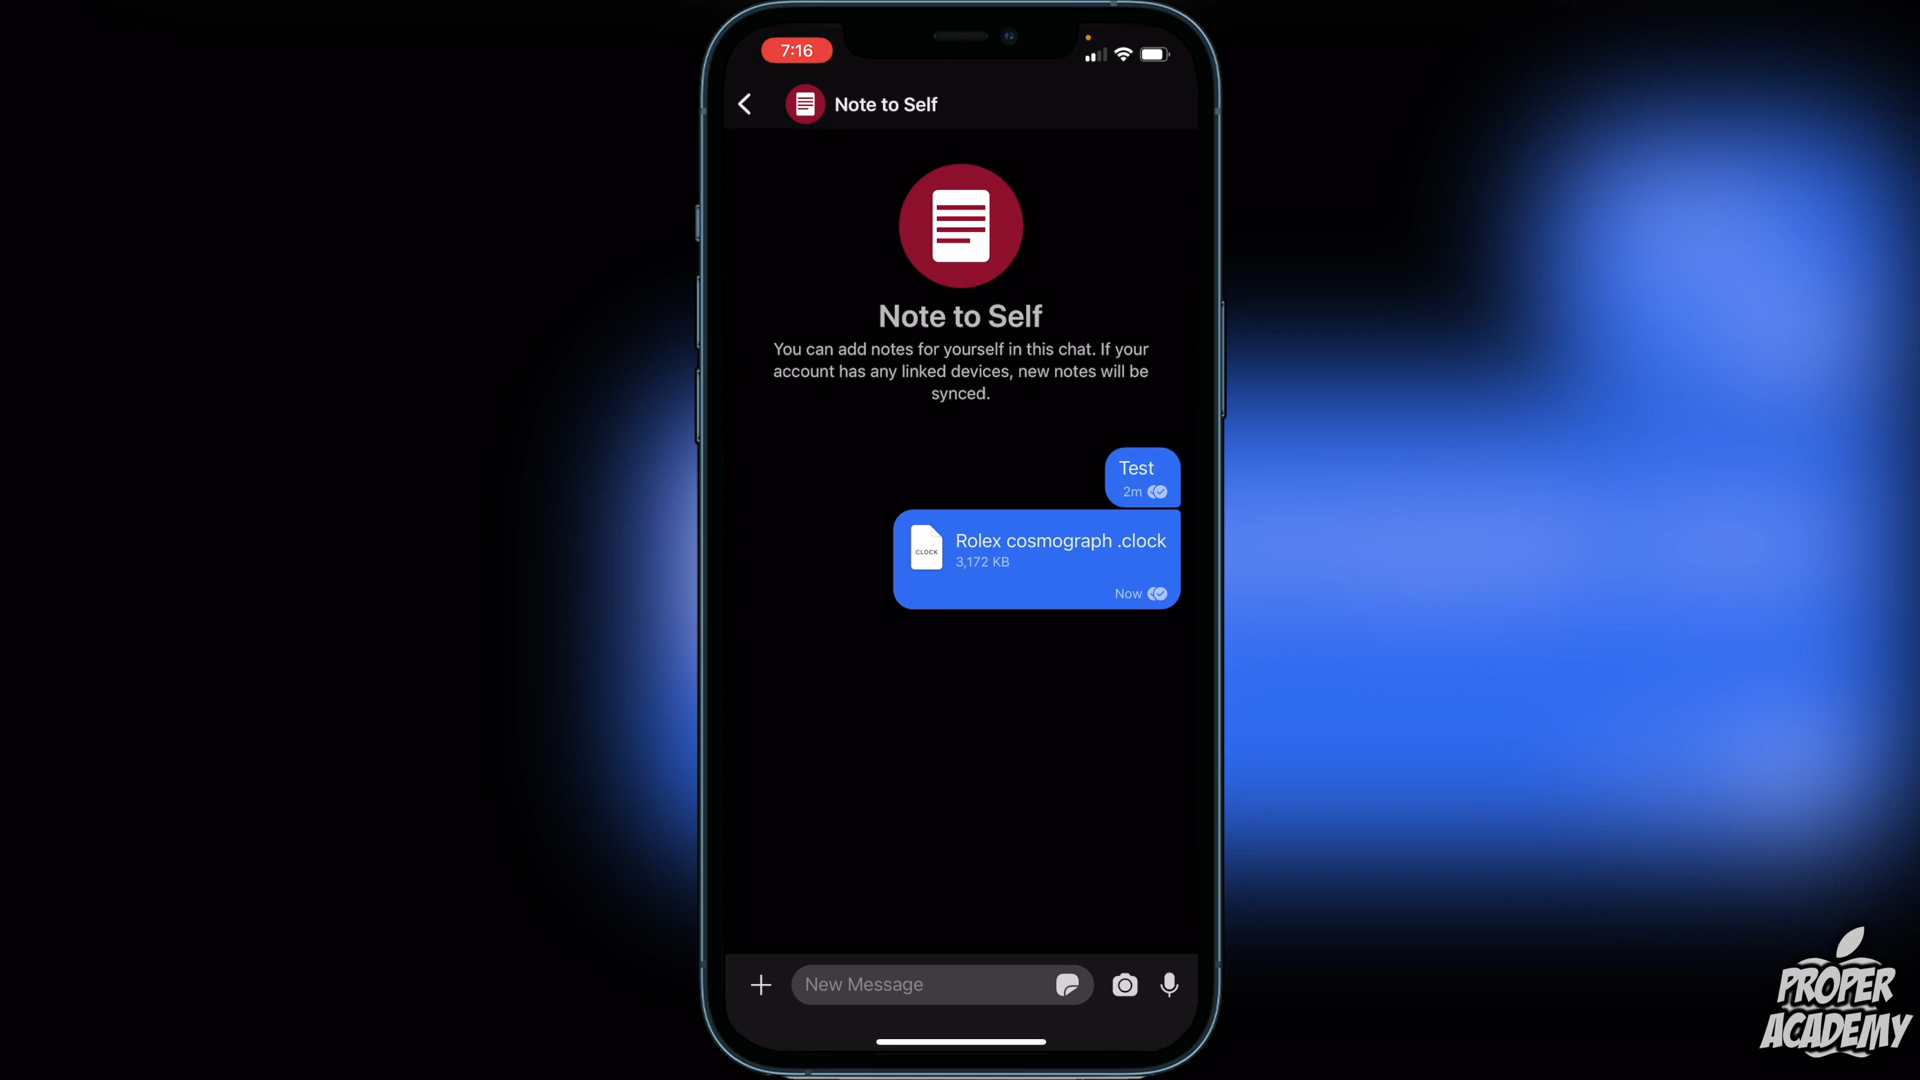 7:16
Note to Self
Note to Self
You can add notes for yourself in this chat. If your
account has any linked devices, new notes will be
synced.
Test
2m
CLOCK
Rolex cosmograph .clock
3,172 KB
Now
New Message
PROPER
ACADEMY